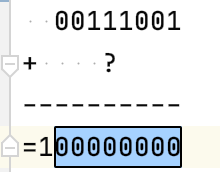 00111001
+ ? 
----------
=100000000